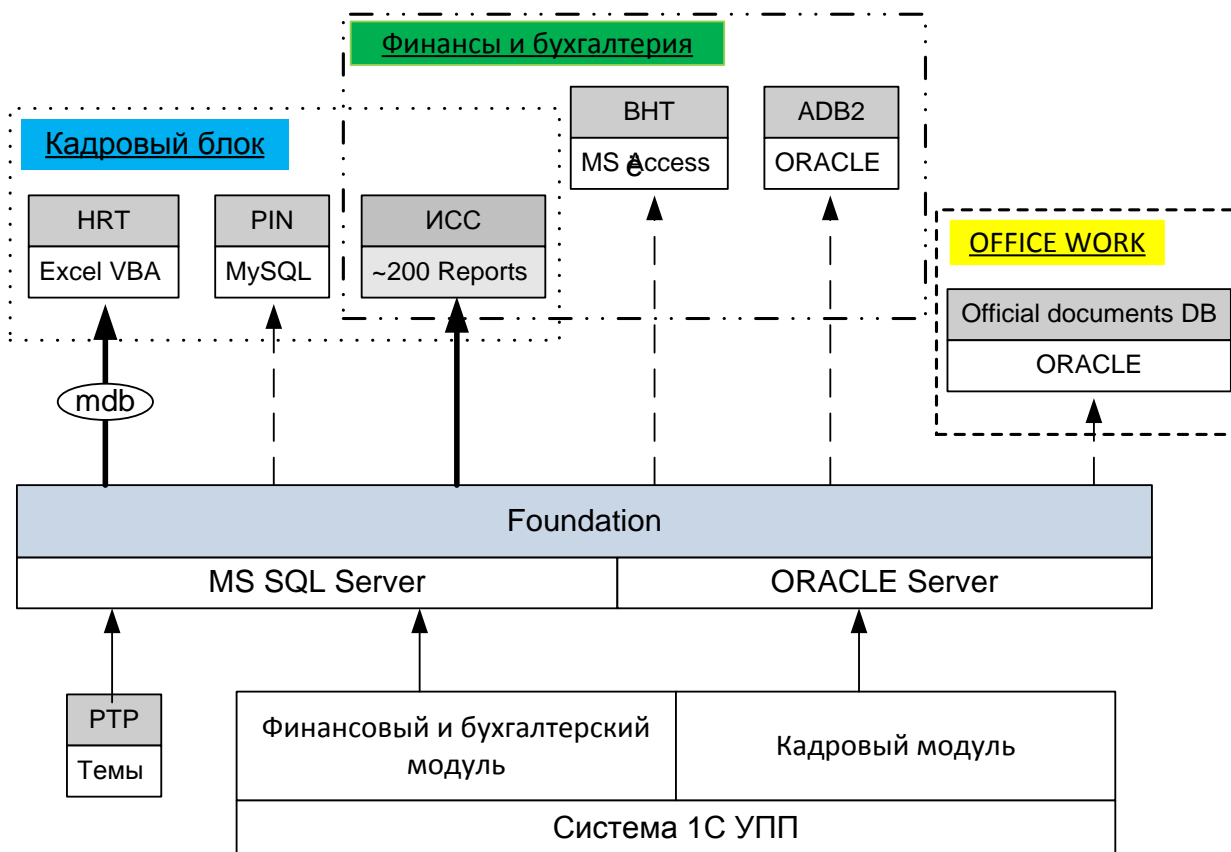 Финансы и бухгалтерия
BHT
ADB2
MS Access
ё
ORACLE
Кадровый блок
HRT
PIN
ИСС
Excel VBA
MySQL
~200 Reports
OFFICE WORK
Official documents DB
ORACLE
mdb
Foundation
MS SQL Server
ORACLE Server
PTP
Темы
Финансовый и бухгалтерский
модуль
Кадровый модуль
Система 1С УПП